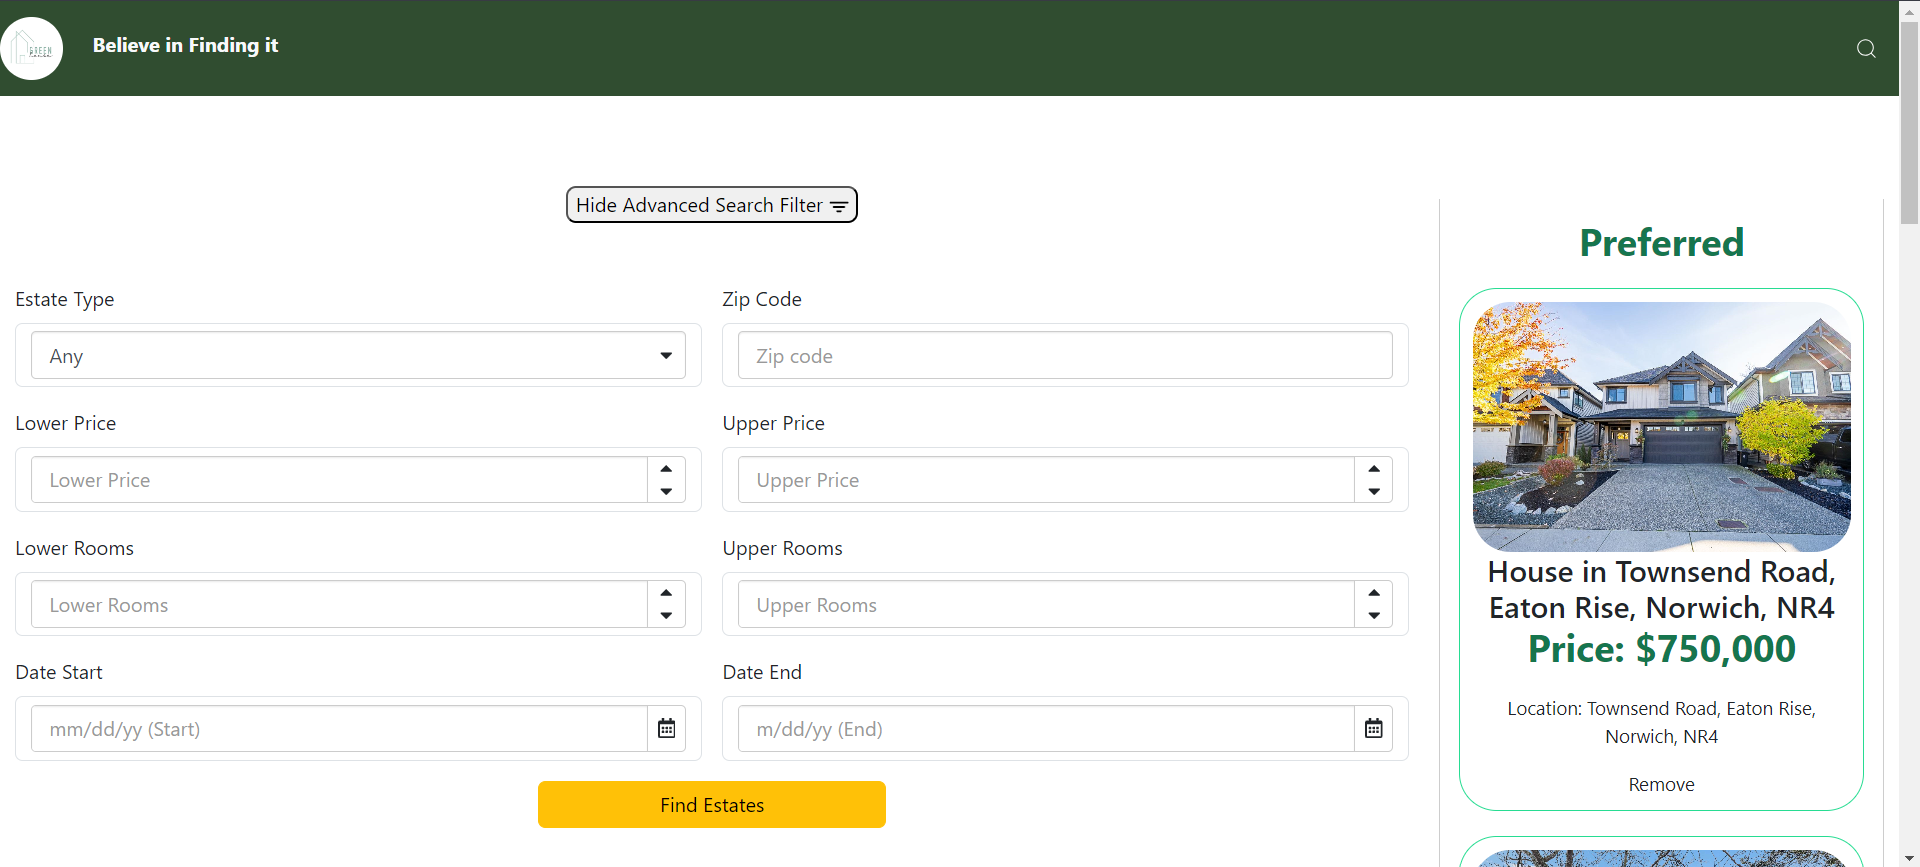 GREEN
Believe in Finding it
Hide Advanced Search Filter
Estate Type
Zip Code
Any
Zip code
Lower Price
Upper Price
Lower Price
Upper Price
Lower Rooms
Upper Rooms
Lower Rooms
Upper Rooms
Date Start
Date End
mm/dd/yy (Start)
m/dd/yy (End)
Find Estates
Preferred
House in Townsend Road,
Eaton Rise, Norwich, NR4
Price: $750,000
Location: Townsend Road, Eaton Rise,
Norwich, NR4
Remove